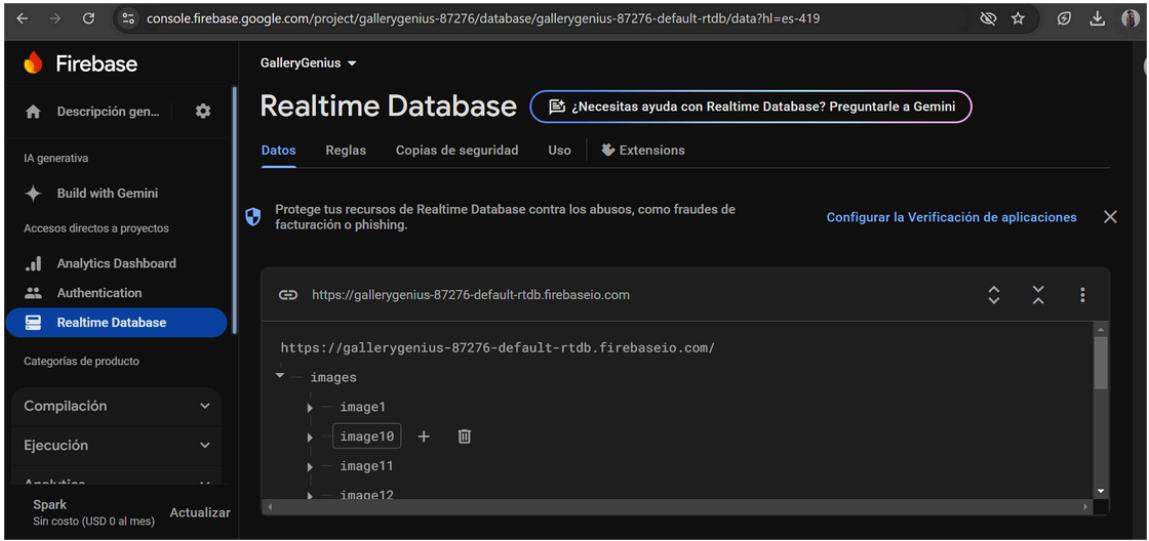 console.firebase.google.com/project/gallerygenius-87276/database/gallerygenius-87276-default-rtdb/data?hl=es-419
Firebase
Descripción gen...
IA generativa
Build with Gemini
Accesos directos a proyectos
Analytics Dashboard
Authentication
Realtime Database
Categorías de producto
Compilación
Ejecución
Analytics
Spark
Sin costo (USD 0 al mes)
Actualizar
GalleryGenius
Realtime Database
¿Necesitas ayuda con Realtime Database? Preguntarle a Gemini
Datos Reglas Copias de seguridad Uso Extensions
Protege tus recursos de Realtime Database contra los abusos, como fraudes de
facturación o phishing.
Configurar la Verificación de aplicaciones
https://gallerygenius-87276-default-rtdb.firebaseio.com
https://gallerygenius-87276-default-rtdb.firebaseio.com/
images
image1
image10
image11
image12